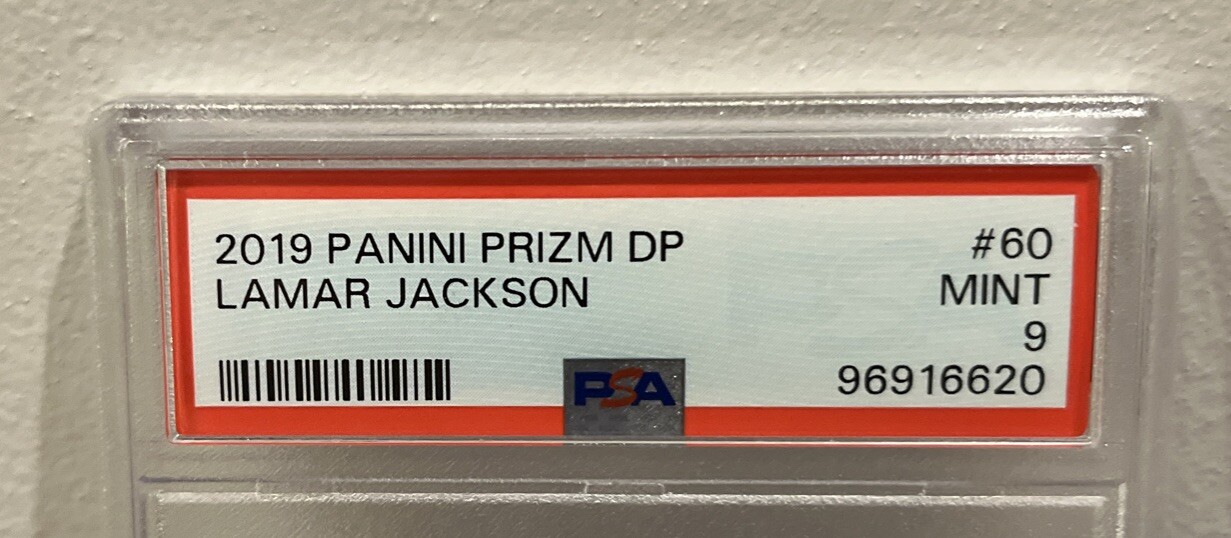 2019 PANINI PRIZM DP #60
LAMAR JACKSON MINT
9
PSA 96916620